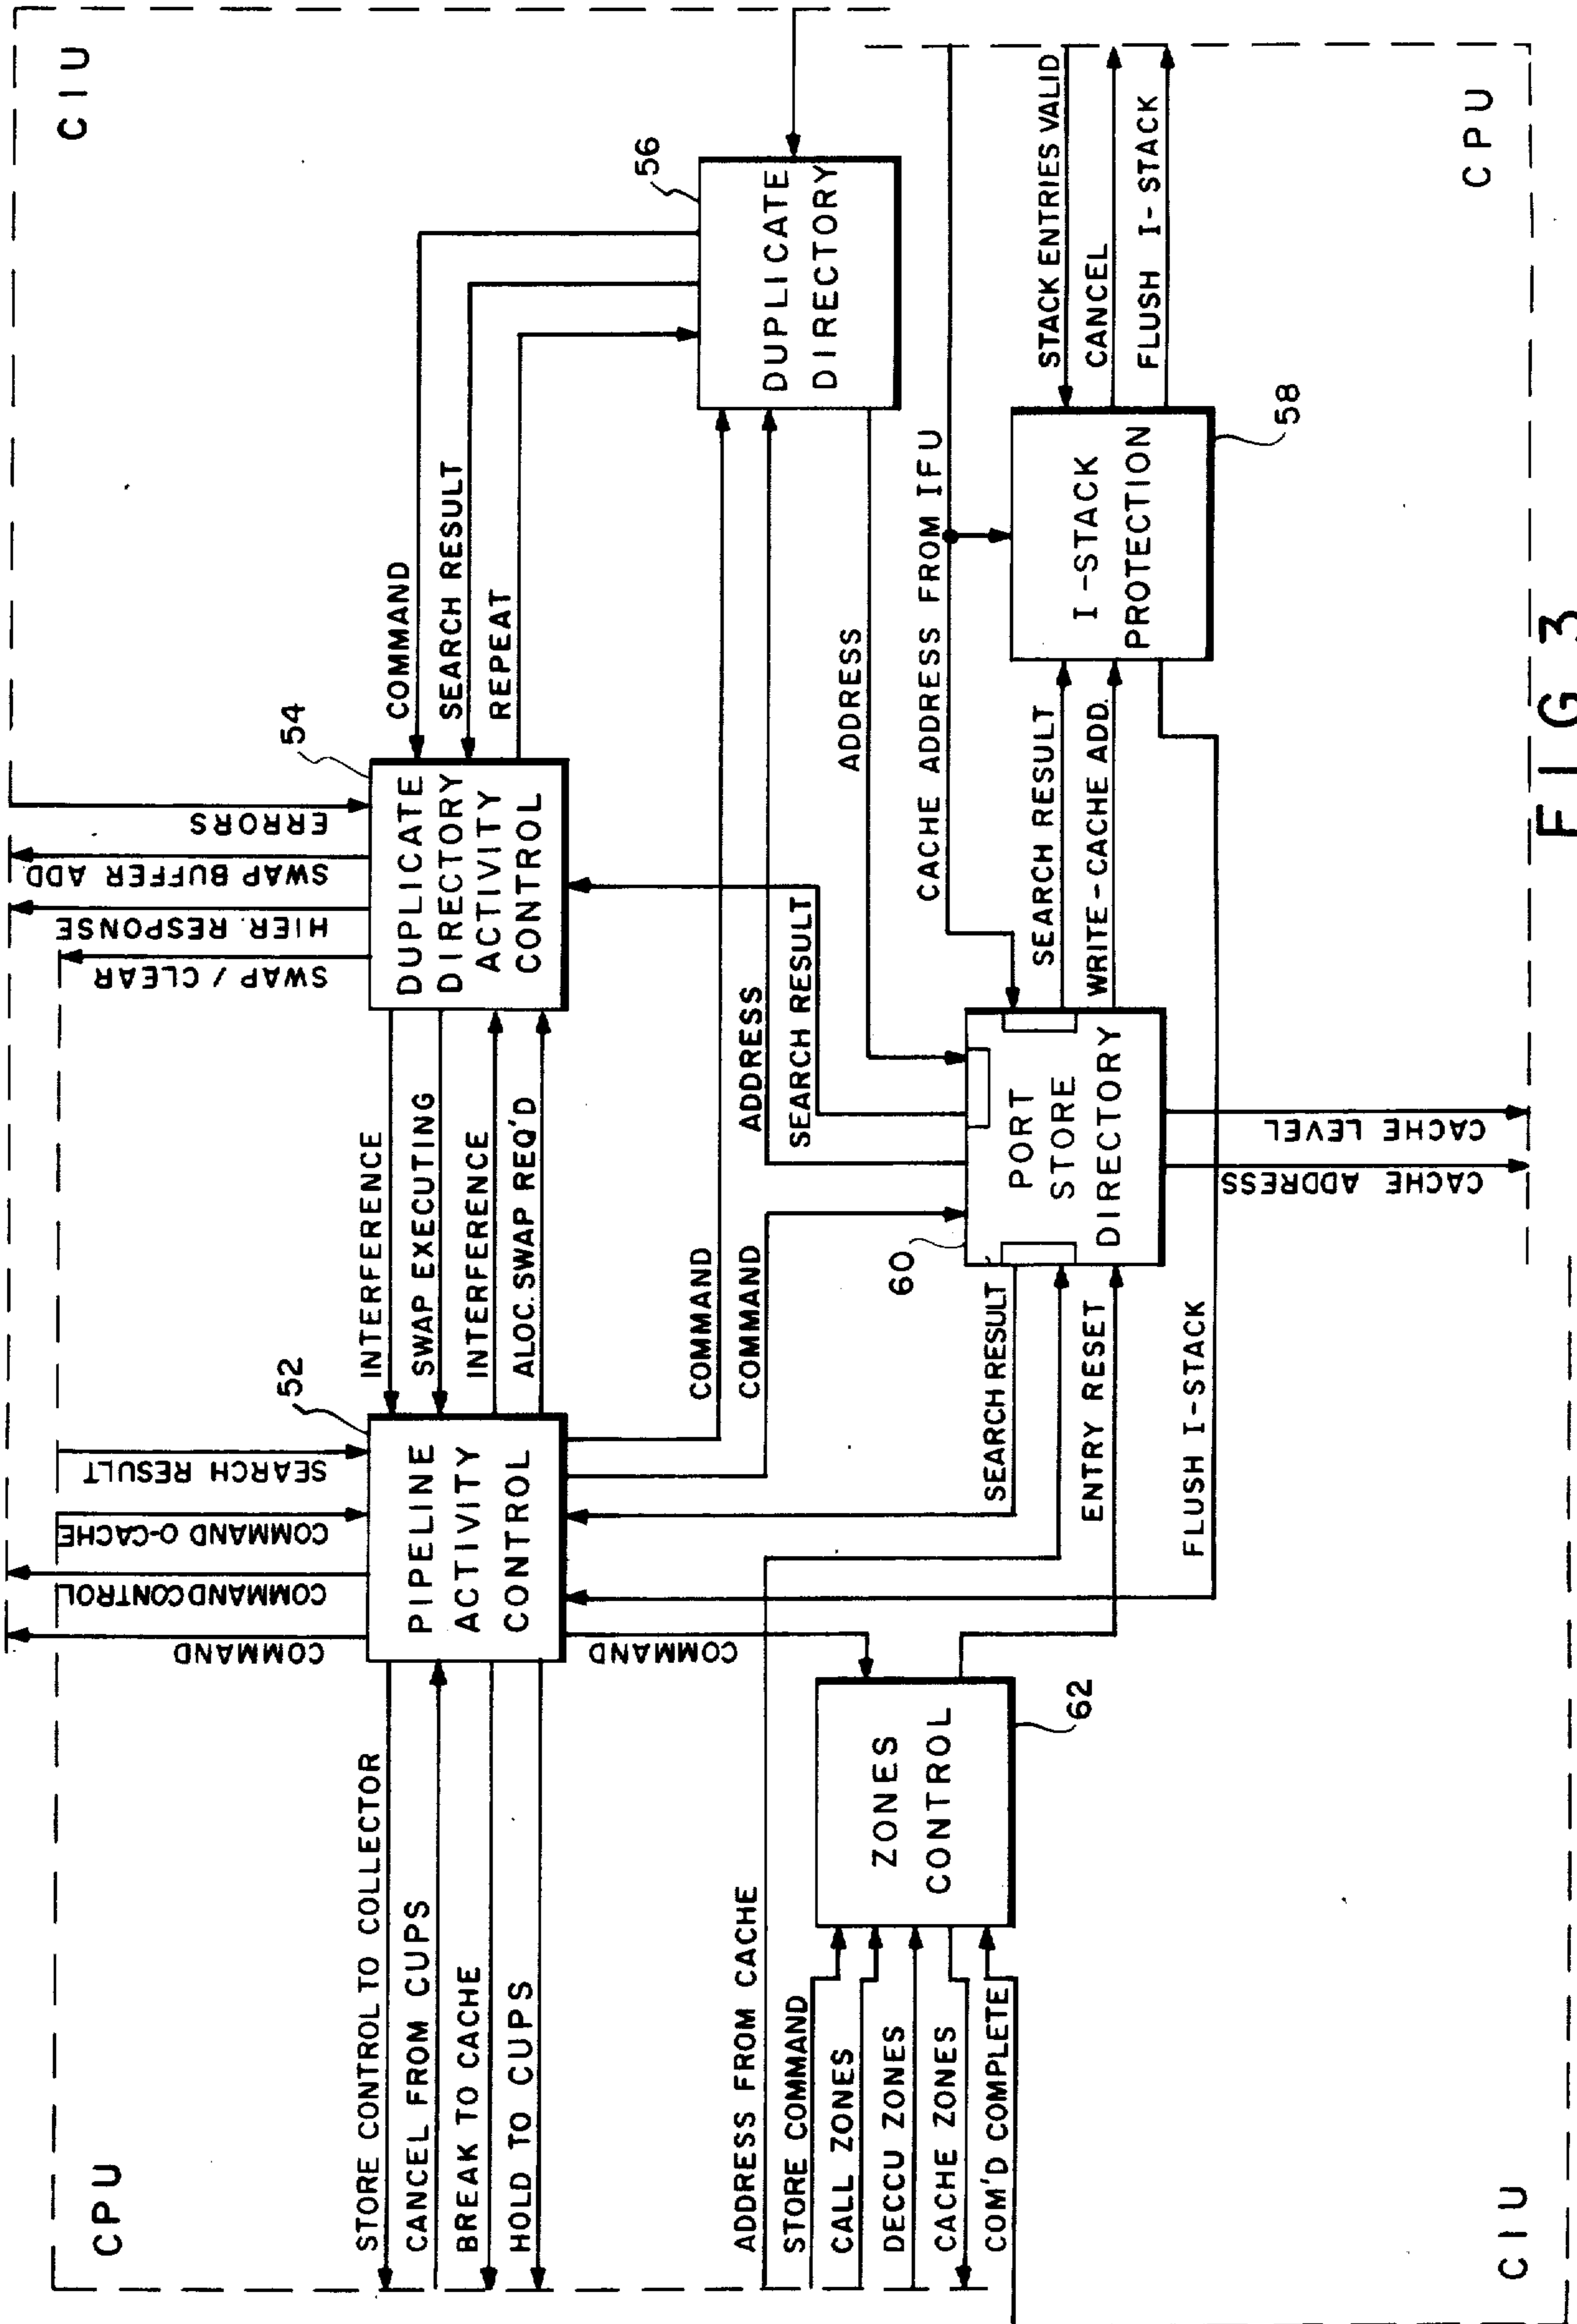 CPU
CIU
COMMAND
COMMAND CONTROL
COMMAND O-CACHE
SEARCH RESULT
SWAP / CLEAR
HIER. RESPONSE
SWAP BUFFER ADD
ERRORS
STORE CONTROL TO COLLECTOR
CANCEL FROM CUPS
BREAK TO CACHE
HOLD TO CUPS
52
PIPELINE
ACTIVITY
CONTROL
INTERFERENCE
SWAP EXECUTING
INTERFERENCE
ALOC. SWAP REQ'D
54
DUPLICATE
DIRECTORY
ACTIVITY
CONTROL
COMMAND
SEARCH RESULT
REPEAT
56
DUPLICATE
DIRECTORY
COMMAND
COMMAND
COMMAND
ADDRESS
SEARCH RESULT
ADDRESS
CACHE ADDRESS FROM IFU
ADDRESS FROM CACHE
STORE COMMAND
CALL ZONES
DECCU ZONES
CACHE ZONES
COM'D COMPLETE
ZONES
CONTROL
62
SEARCH RESULT
ENTRY RESET
FLUSH I-STACK
60
PORT
STORE
DIRECTORY
SEARCH RESULT
WRITE-CACHE ADD.
I-STACK
PROTECTION
58
STACK ENTRIES VALID
CANCEL
FLUSH I-STACK
CACHE ADDRESS
CACHE LEVEL
CIU
CPU
FIG 3